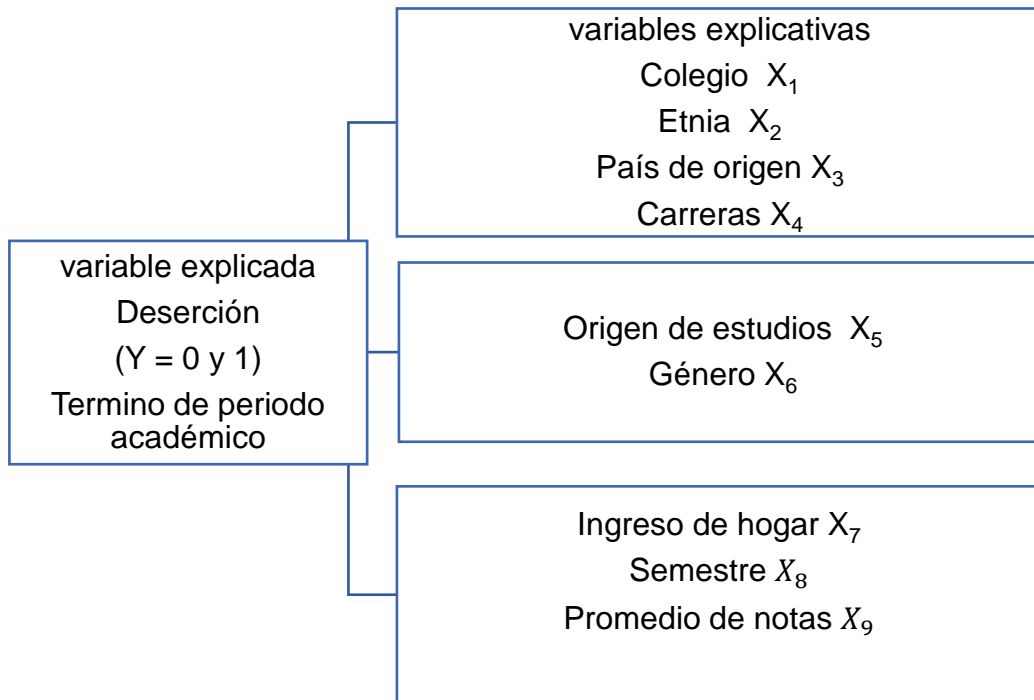 variable explicada
Deserción
(Y = 0 y 1)
Termino de periodo
académico
variables explicativas
Colegio X₁
Etnia X₂
País de origen X₃
Carreras X₄
Origen de estudios X₅
Género X₆
Ingreso de hogar X₇
Semestre 𝑋₈
Promedio de notas 𝑋₉